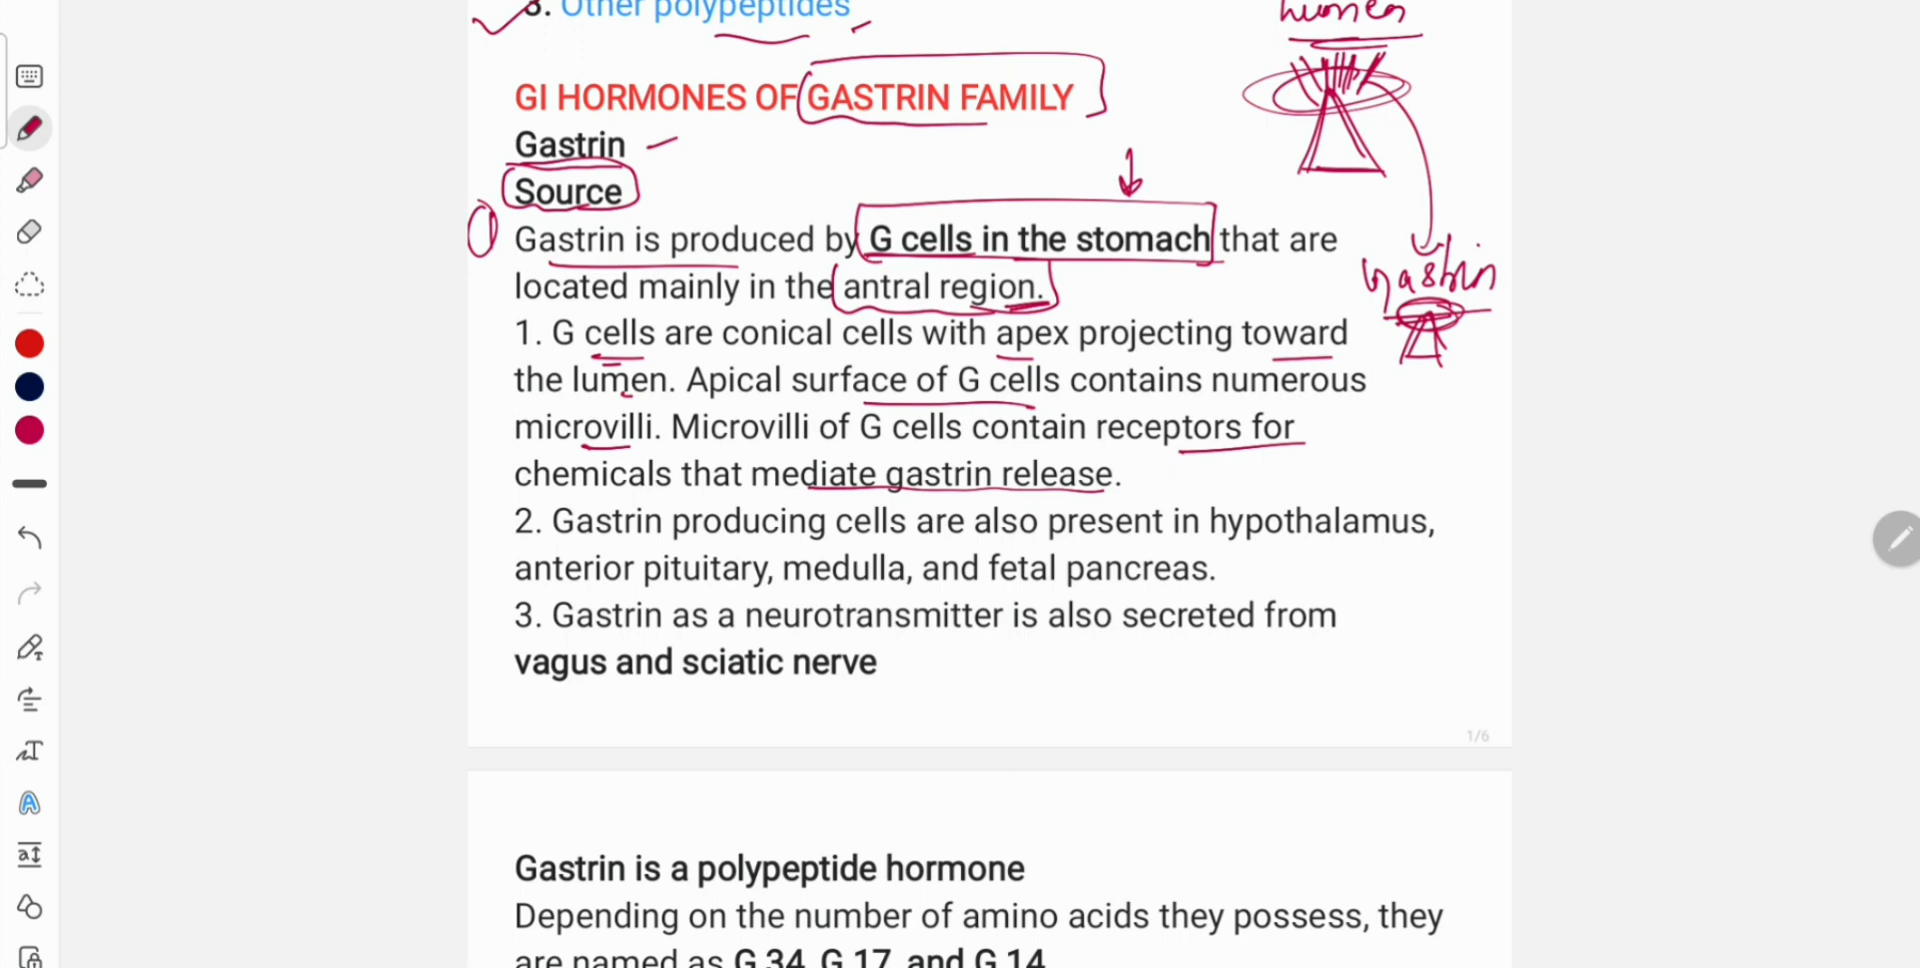 3. Other polypeptides
lumen
GI HORMONES OF GASTRIN FAMILY
Gastrin
Source
Gastrin is produced by G cells in the stomach that are
located mainly in the antral region.
gastrin
1. G cells are conical cells with apex projecting toward
the lumen. Apical surface of G cells contains numerous
microvilli. Microvilli of G cells contain receptors for
chemicals that mediate gastrin release.
2. Gastrin producing cells are also present in hypothalamus,
anterior pituitary, medulla, and fetal pancreas.
3. Gastrin as a neurotransmitter is also secreted from
vagus and sciatic nerve
1/6
Gastrin is a polypeptide hormone
Depending on the number of amino acids they possess, they
are named as G 34, G 17, and G 14